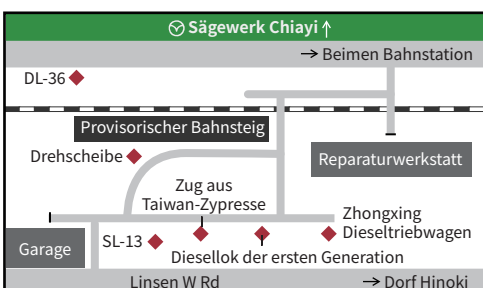 Sägewerk Chiayi ↑
→ Beimen Bahnstation
DL-36
Provisorischer Bahnsteig
Drehscheibe
Reparaturwerkstatt
Zug aus
Taiwan-Zypresse
Zhongxing
Dieseltriebwagen
Garage
SL-13
Diesellok der ersten Generation
Linsen W Rd
→ Dorf Hinoki